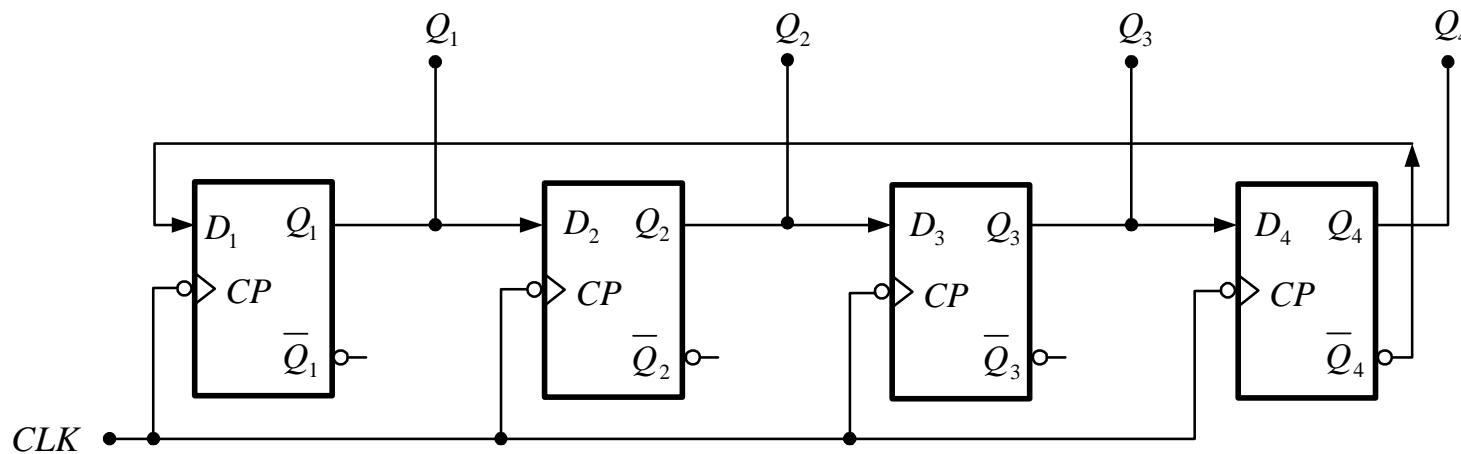 Q₁ Q₂ Q₃ Q₄
D₁ Q₁ D₂ Q₂ D₃ Q₃ D₄ Q₄
CP CP CP CP
Q̅₁ Q̅₂ Q̅₃ Q̅₄
CLK